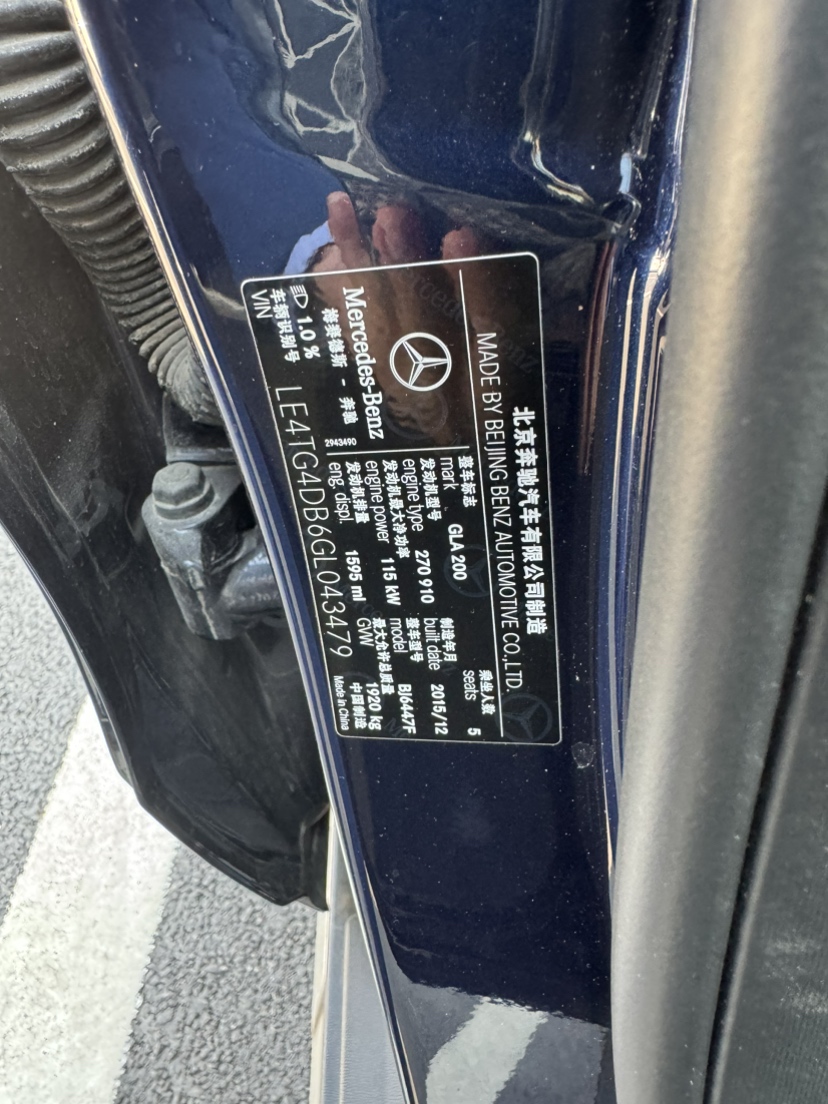 北京奔驰汽车有限公司制造
MADE BY BEIJING BENZ AUTOMOTIVE CO.,LTD.
乘坐人数 5
seats
整车标志 GLA 200
mark
制造年月 2015/12
built date
发动机型号 270 910
engine type
整车型号 BJ6447F
model
发动机最大净功率 115 kW
engine power
最大允许总质量 1920 kg
GVW
发动机排量 1595 ml
eng. displ.
中国制造
Made in China
Mercedes-Benz
梅赛德斯 - 奔驰
2943490
1.0 %
车辆识别号
VIN
LE4TG4DB6GL043479